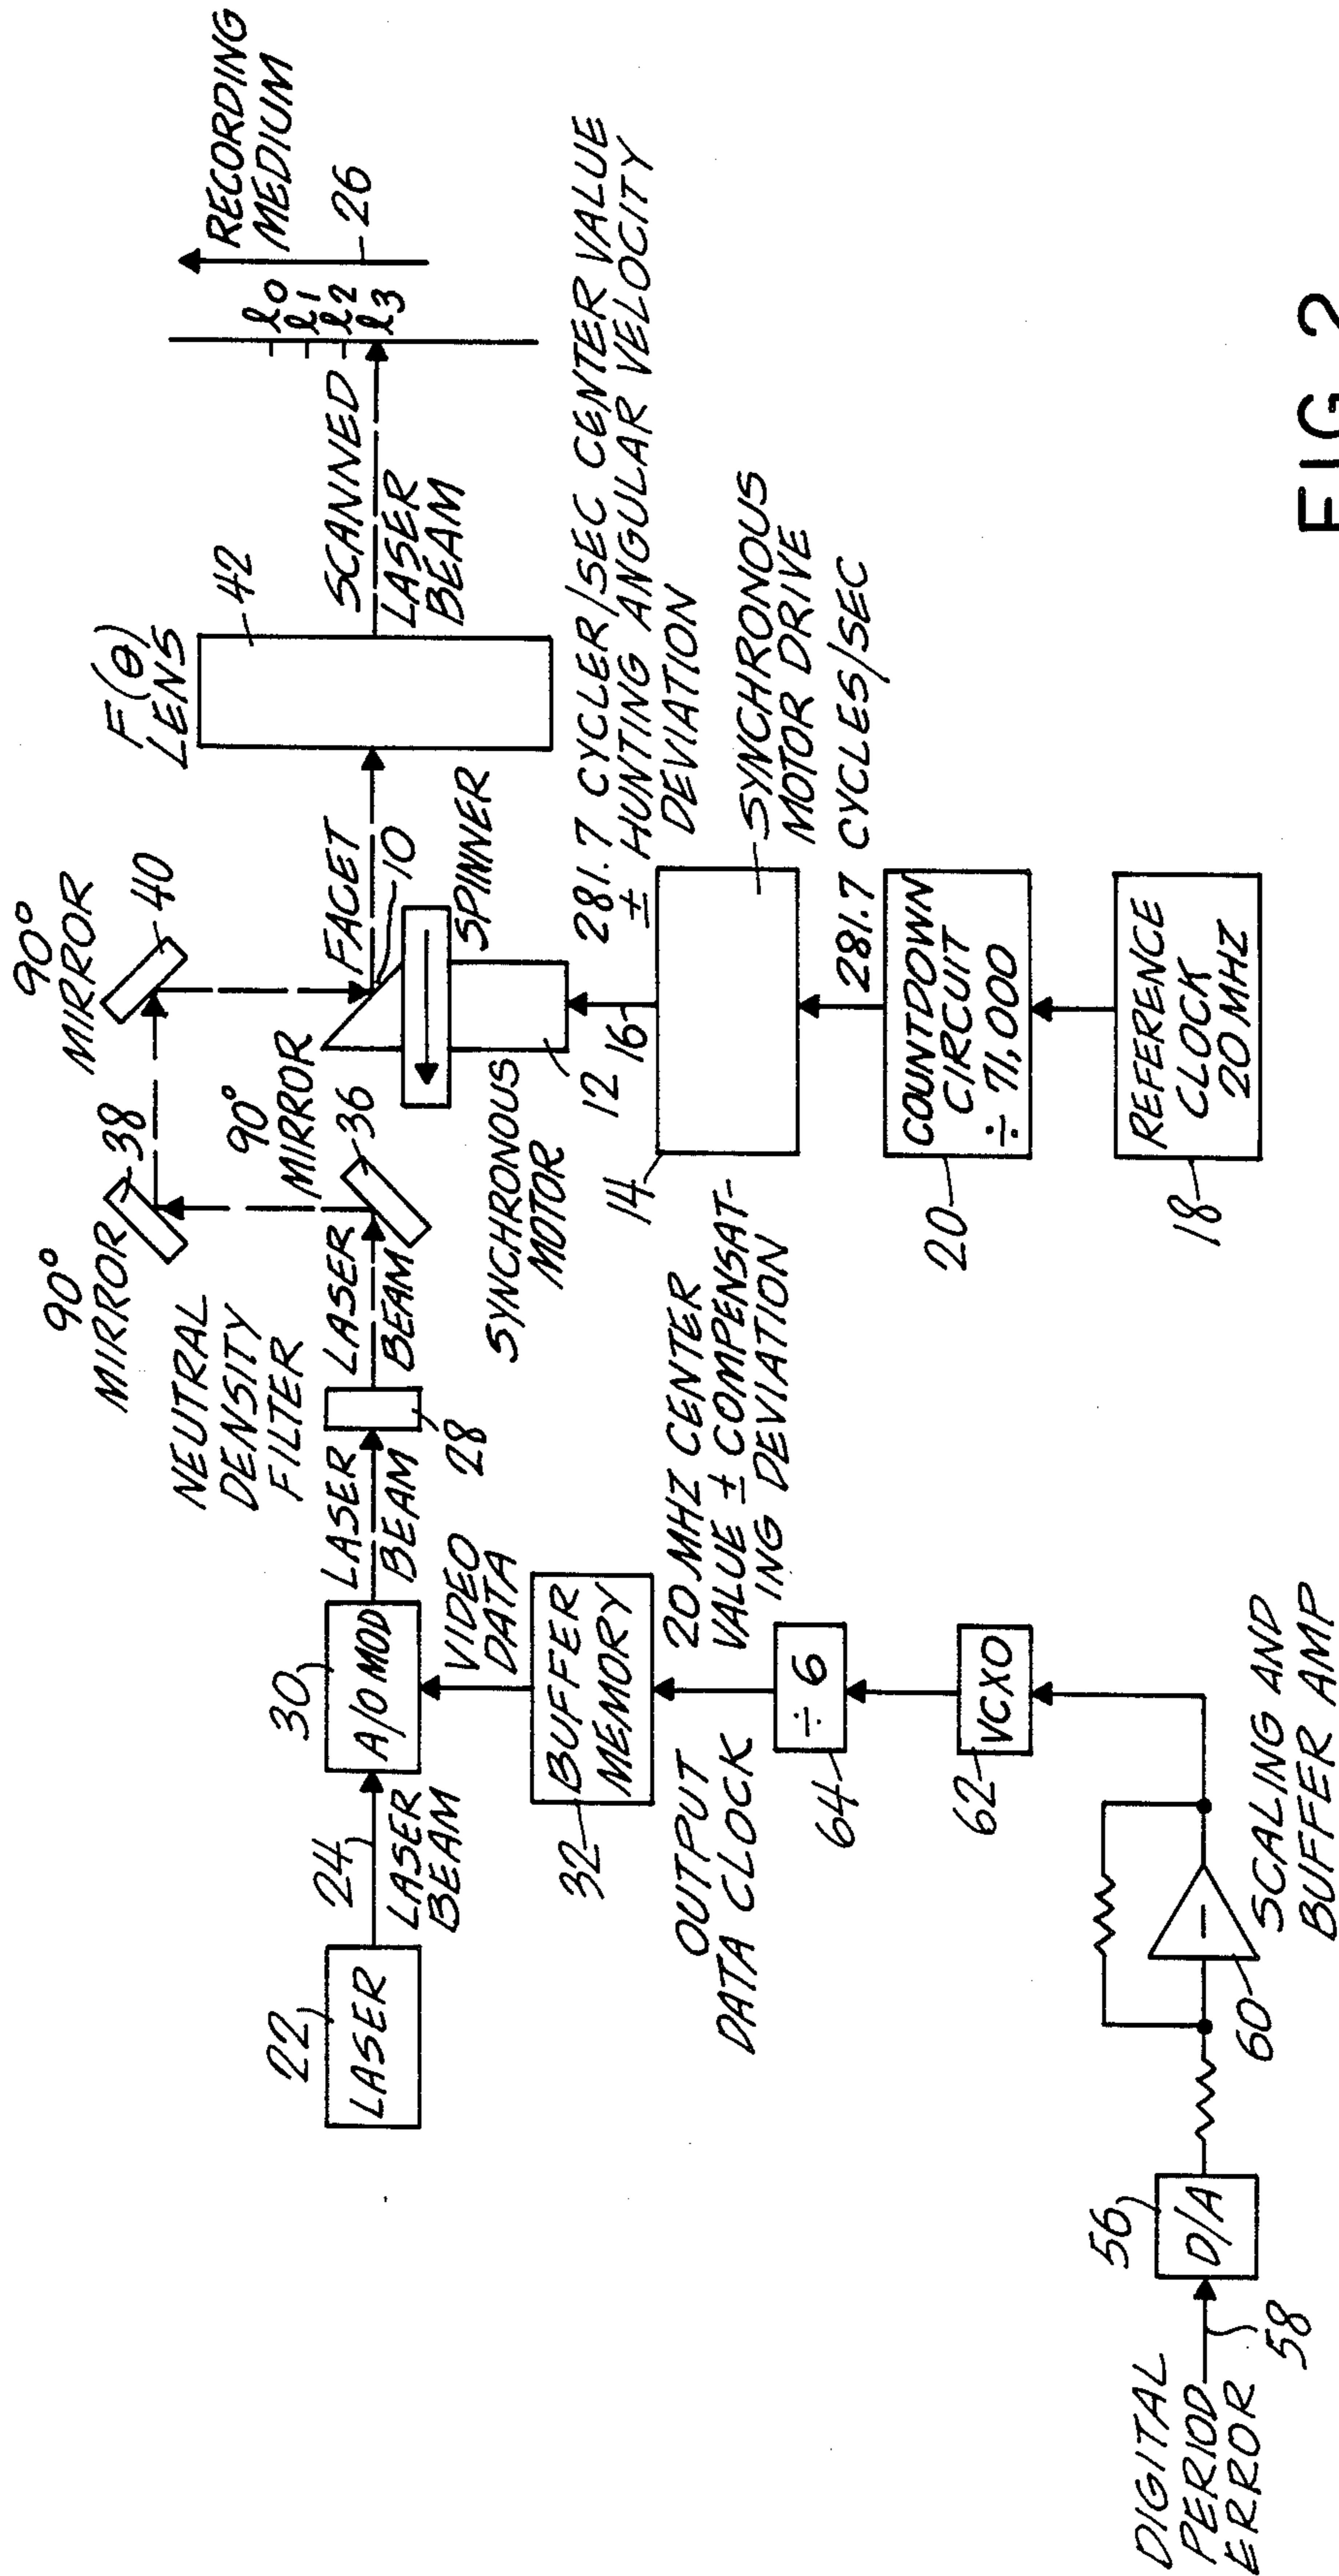 90°
MIRROR
38
90°
MIRROR
40
RECORDING
MEDIUM
26
l0
l1
l2
l3
F(θ)
LENS
42
SCANNED
LASER
BEAM
FACET
10
SPINNER
90°
MIRROR
36
NEUTRAL
DENSITY
FILTER
28
LASER
BEAM
LASER
BEAM
30
A/O MOD
24
LASER
BEAM
22
LASER
VIDEO
DATA
BUFFER
MEMORY
32
SYNCHRONOUS
MOTOR
12
16
281.7 CYCLER/SEC CENTER VALUE
± HUNTING ANGULAR VELOCITY
DEVIATION
14
SYNCHRONOUS
MOTOR DRIVE
281.7 CYCLES/SEC
COUNTDOWN
CIRCUIT
÷ 71,000
20
REFERENCE
CLOCK
20 MHZ
18
20 MHZ CENTER
VALUE ± COMPENSAT-
ING DEVIATION
OUTPUT
DATA CLOCK
÷ 6
64
VCXO
62
SCALING AND
BUFFER AMP
60
56
D/A
DIGITAL
PERIOD
ERROR
58
FIG. 2